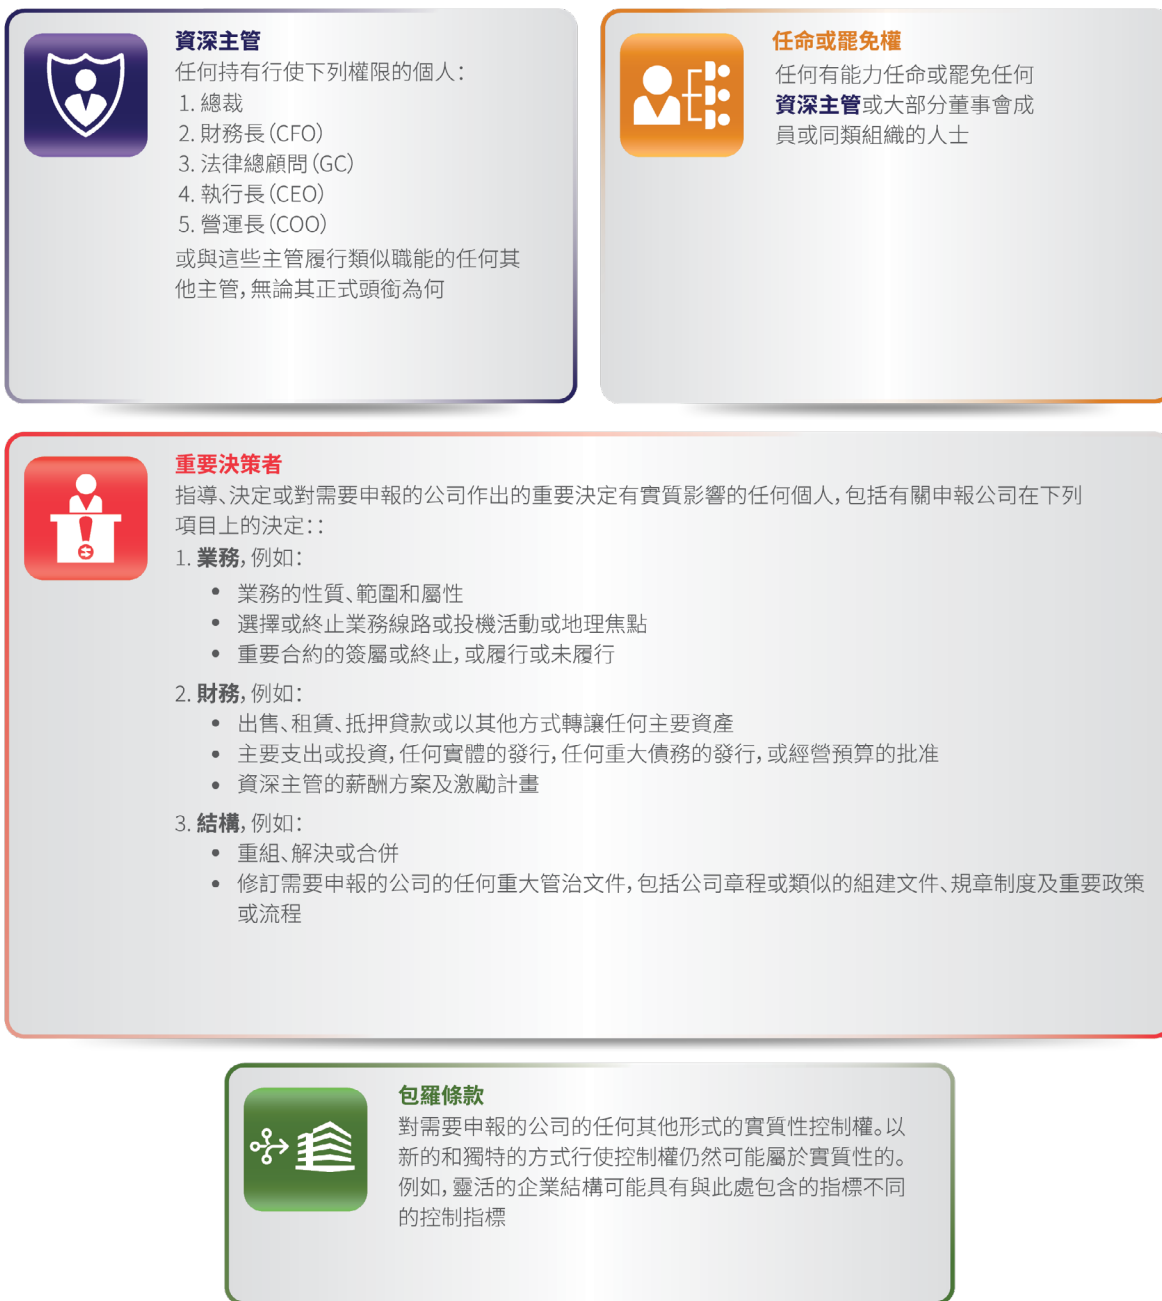 資深主管
任何持有行使下列權限的個人：
1. 總裁
2. 財務長（CFO）
3. 法律總顧問（GC）
4. 執行長（CEO）
5. 營運長（COO）
或與這些主管履行類似職能的任何其
他主管，無論其正式頭銜為何
任命或罷免權
任何有能力任命或罷免任何
資深主管或大部分董事會成
員或同類組織的人士
重要決策者
指導、決定或對需要申報的公司作出的重要決定有實質影響的任何個人，包括有關申報公司在下列
項目上的決定：：
1. 業務，例如：
• 業務的性質、範圍和屬性
• 選擇或終止業務線路或投機活動或地理焦點
• 重要合約的簽屬或終止，或履行或未履行
2. 財務，例如：
• 出售、租賃、抵押貸款或以其他方式轉讓任何主要資產
• 主要支出或投資，任何實體的發行，任何重大債務的發行，或經營預算的批准
• 資深主管的薪酬方案及激勵計畫
3. 結構，例如：
• 重組、解決或合併
• 修訂需要申報的公司的任何重大管治文件，包括公司章程或類似的組建文件、規章制度及重要政策
或流程
包羅條款
對需要申報的公司的任何其他形式的實質性控制權。以
新的和獨特的方式行使控制權仍然可能屬於實質性的。
例如，靈活的企業結構可能具有與此處包含的指標不同
的控制指標